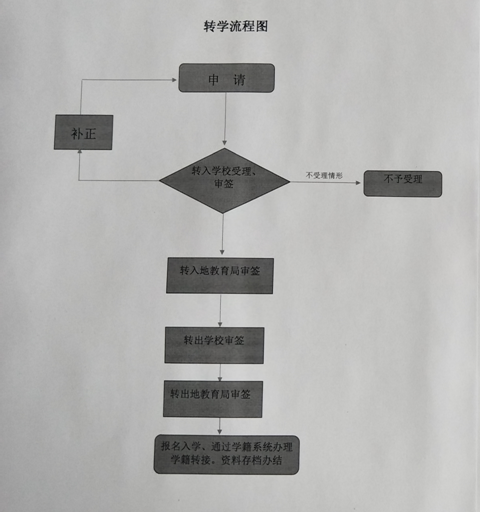 转学流程图
申 请
补正
转入学校受理、
审签
不受理情形
不予受理
转入地教育局审签
转出学校审签
转出地教育局审签
报名入学、通过学籍系统办理
学籍转接、资料存档办结